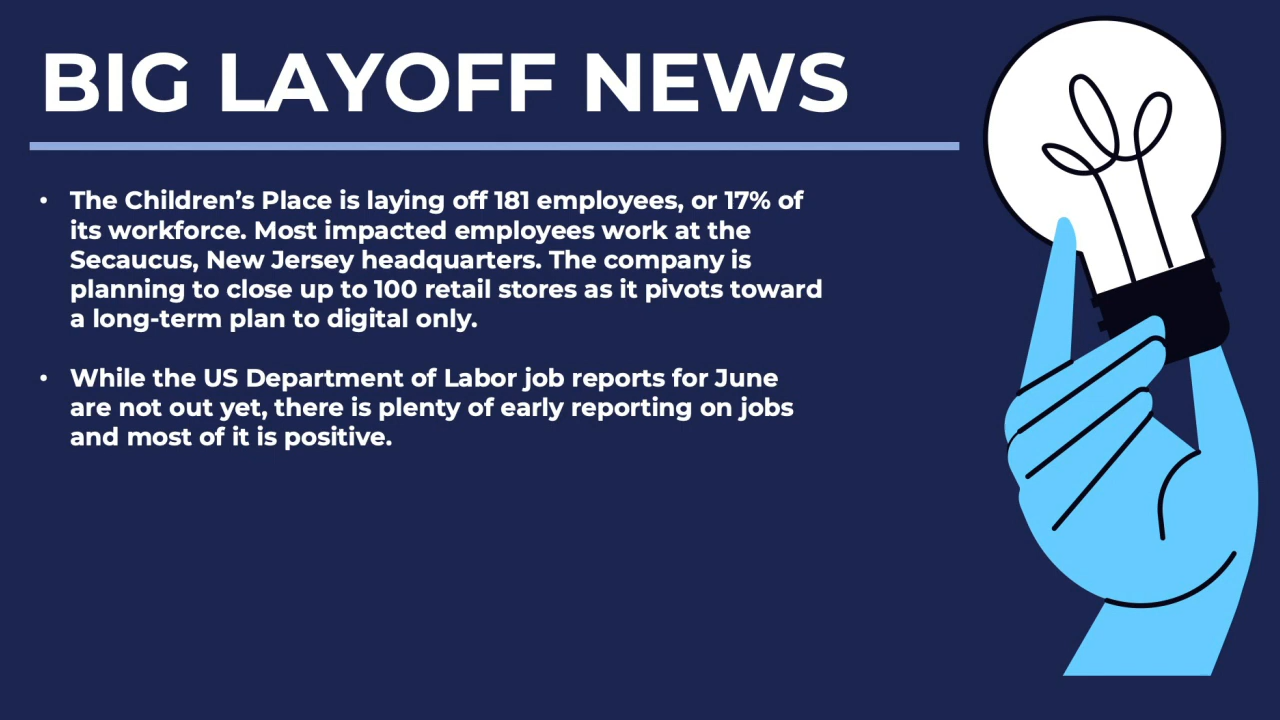 BIG LAYOFF NEWS
• The Children’s Place is laying off 181 employees, or 17% of
its workforce. Most impacted employees work at the
Secaucus, New Jersey headquarters. The company is
planning to close up to 100 retail stores as it pivots toward
a long-term plan to digital only.
• While the US Department of Labor job reports for June
are not out yet, there is plenty of early reporting on jobs
and most of it is positive.